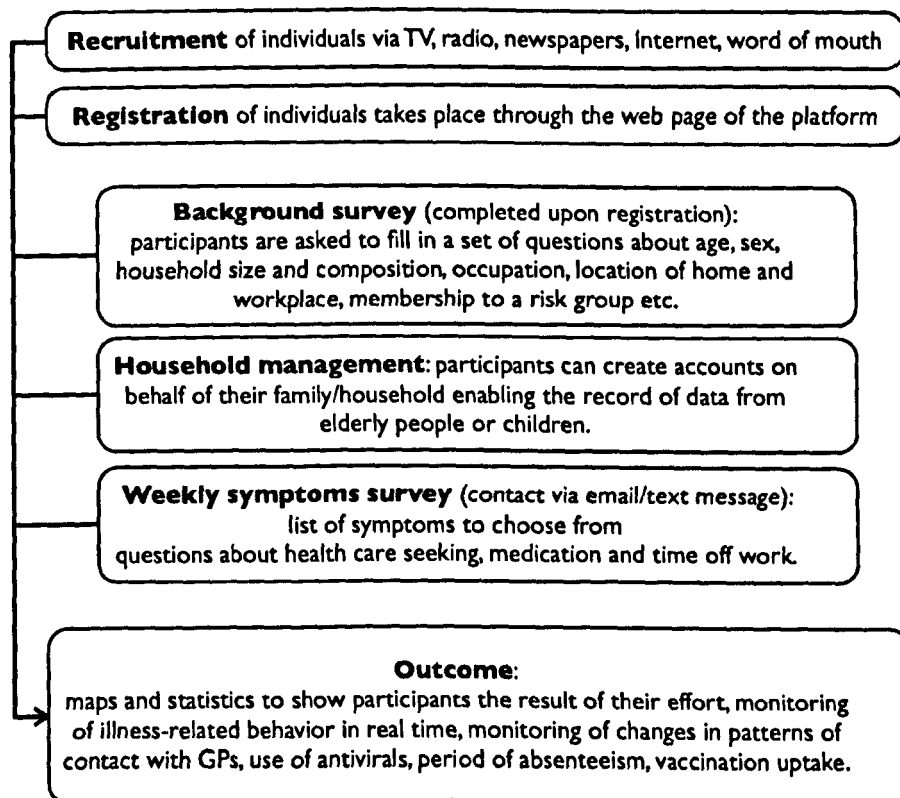 Recruitment of individuals via TV, radio, newspapers, Internet, word of mouth
Registration of individuals takes place through the web page of the platform
Background survey (completed upon registration):
participants are asked to fill in a set of questions about age, sex,
household size and composition, occupation, location of home and
workplace, membership to a risk group etc.
Household management: participants can create accounts on
behalf of their family/household enabling the record of data from
elderly people or children.
Weekly symptoms survey (contact via email/text message):
list of symptoms to choose from
questions about health care seeking, medication and time off work.
Outcome:
maps and statistics to show participants the result of their effort, monitoring
of illness-related behavior in real time, monitoring of changes in patterns of
contact with GPs, use of antivirals, period of absenteeism, vaccination uptake.